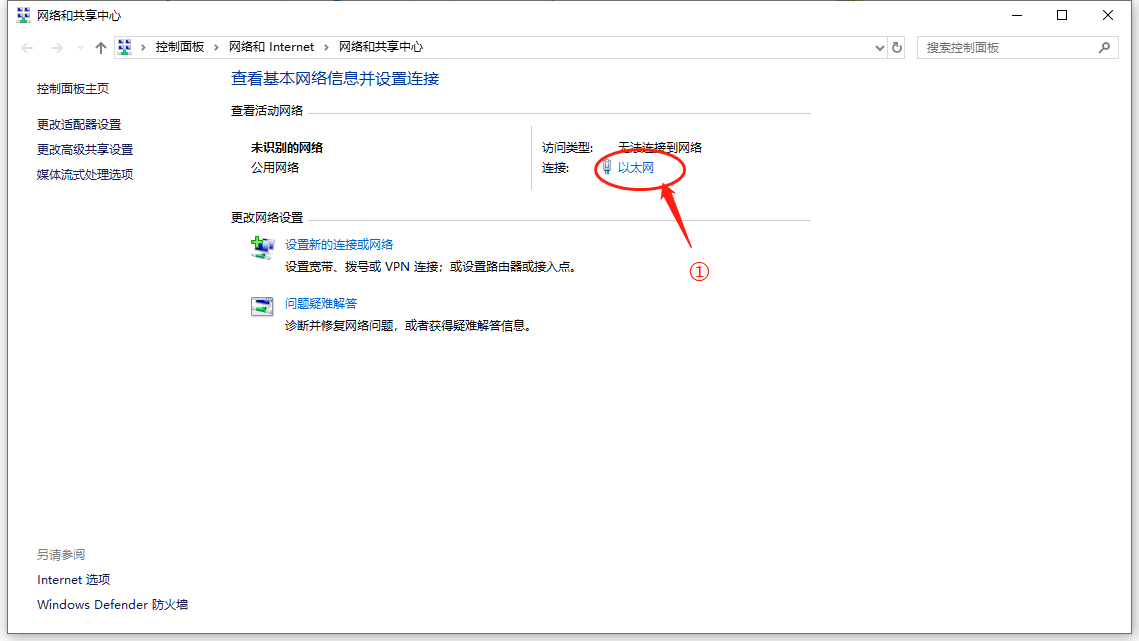 网络和共享中心
控制面板 网络和 Internet 网络和共享中心
搜索控制面板
控制面板主页
更改适配器设置
更改高级共享设置
媒体流式处理选项
查看基本网络信息并设置连接
查看活动网络
未识别的网络
公用网络
访问类型: 无法连接到网络
连接: 以太网
①
更改网络设置
设置新的连接或网络
设置宽带、拨号或 VPN 连接；或设置路由器或接入点。
问题疑难解答
诊断并修复网络问题，或者获得疑难解答信息。
另请参阅
Internet 选项
Windows Defender 防火墙